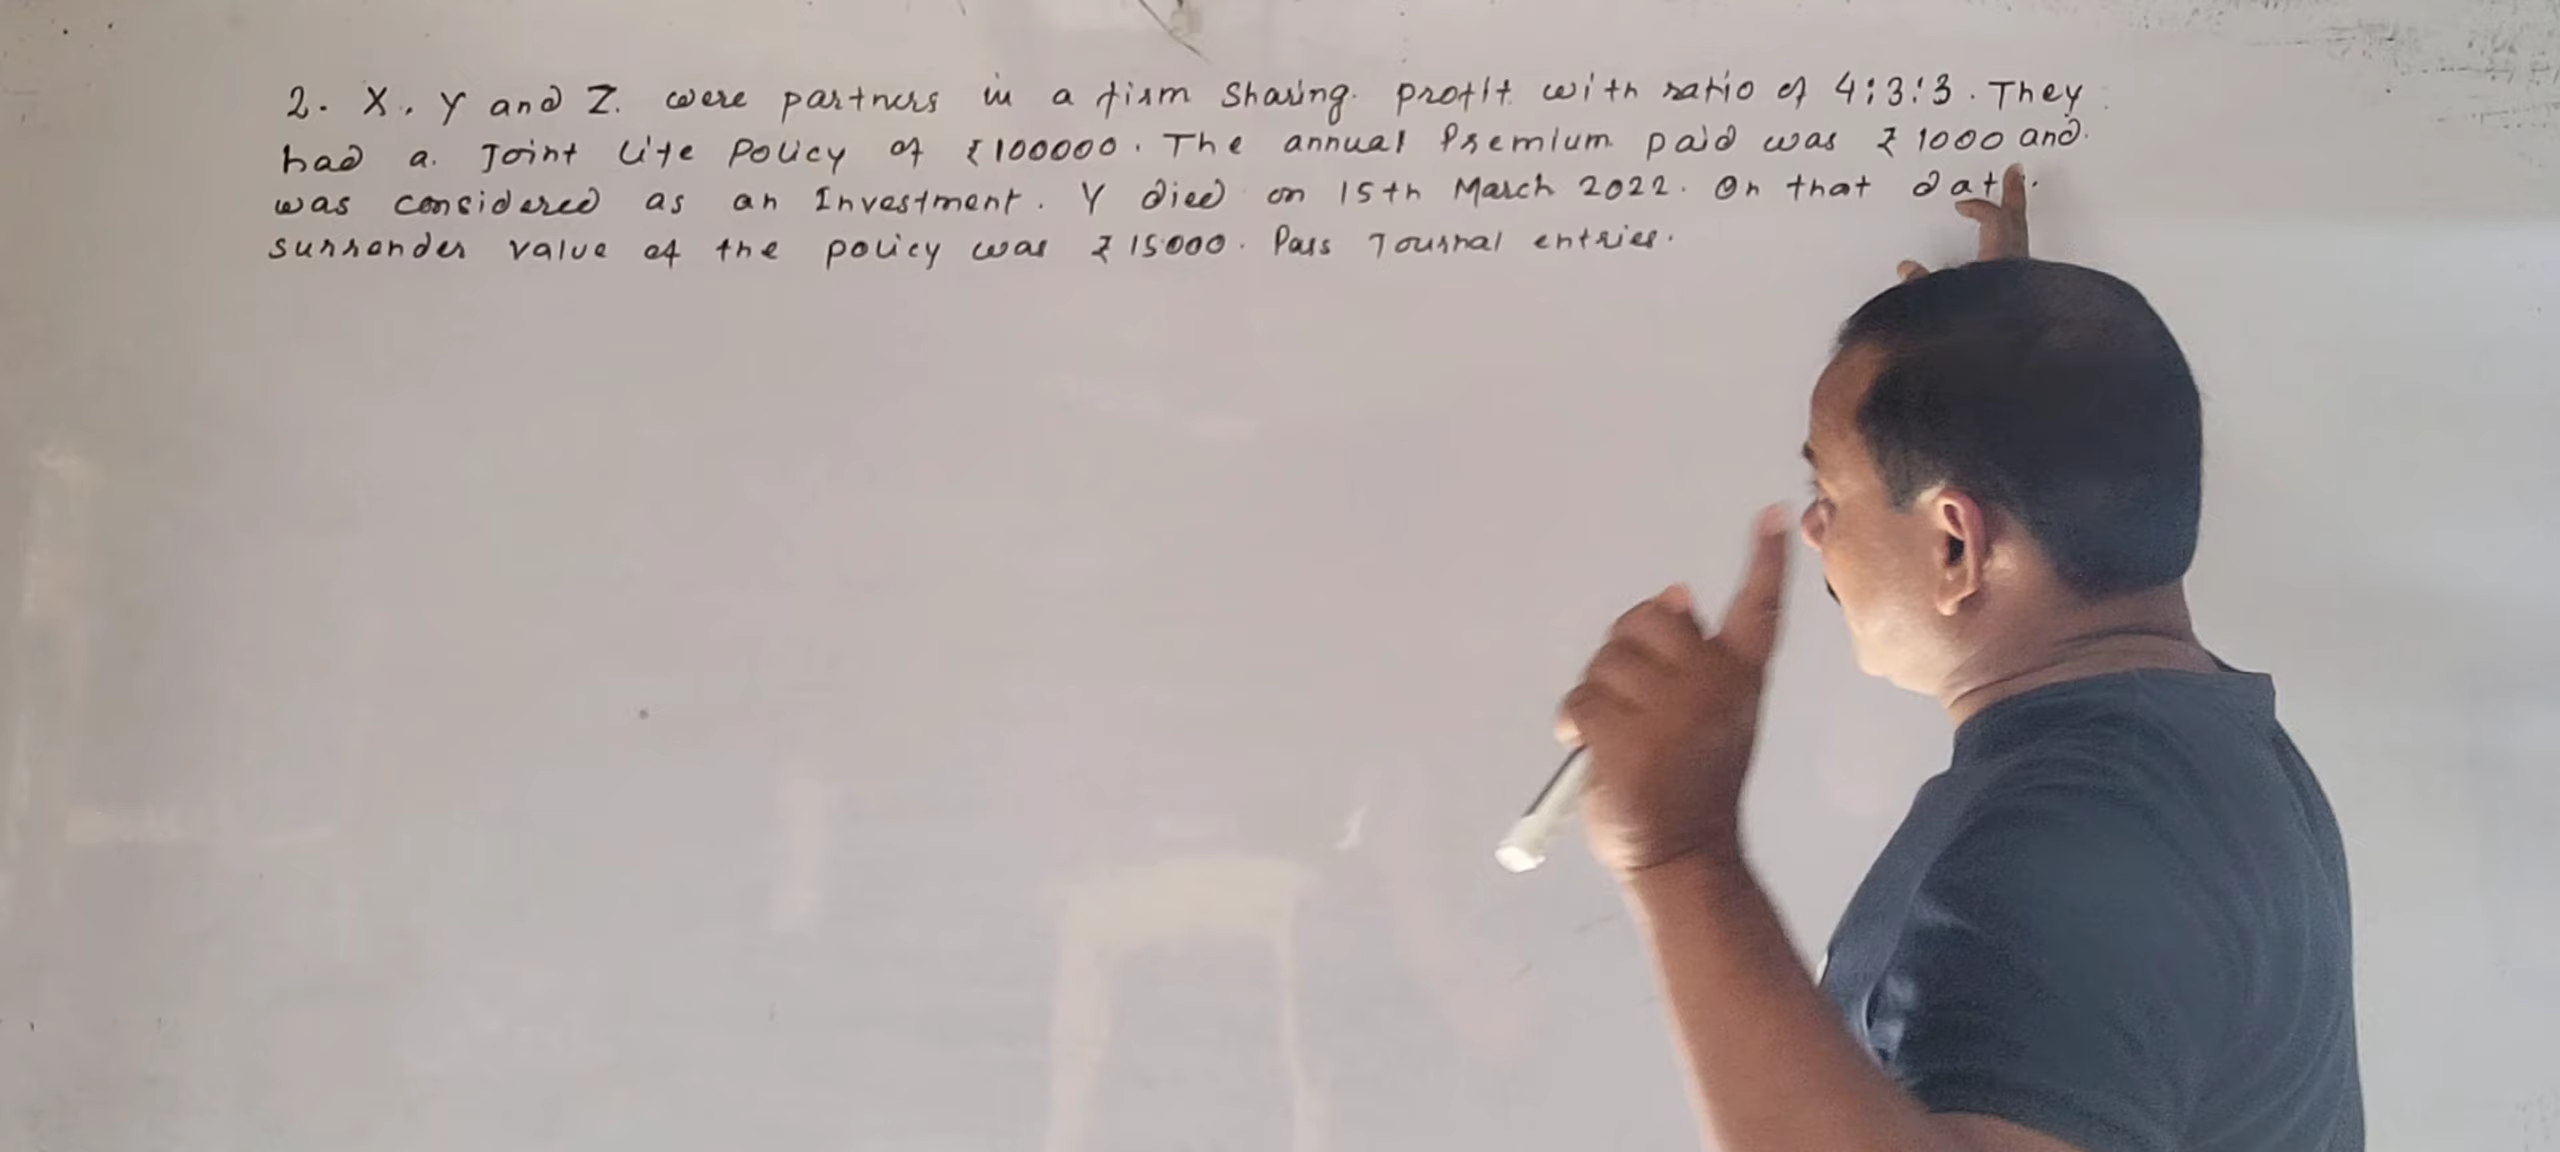 2. X, Y and Z. were partners in a firm sharing profit with ratio of 4:3:3. They
had a Joint Life Policy of ₹100000. The annual Premium paid was ₹1000 and
was considered as an Investment. Y died on 15th March 2022. On that date
surrender value of the policy was ₹15000. Pass Journal entries.